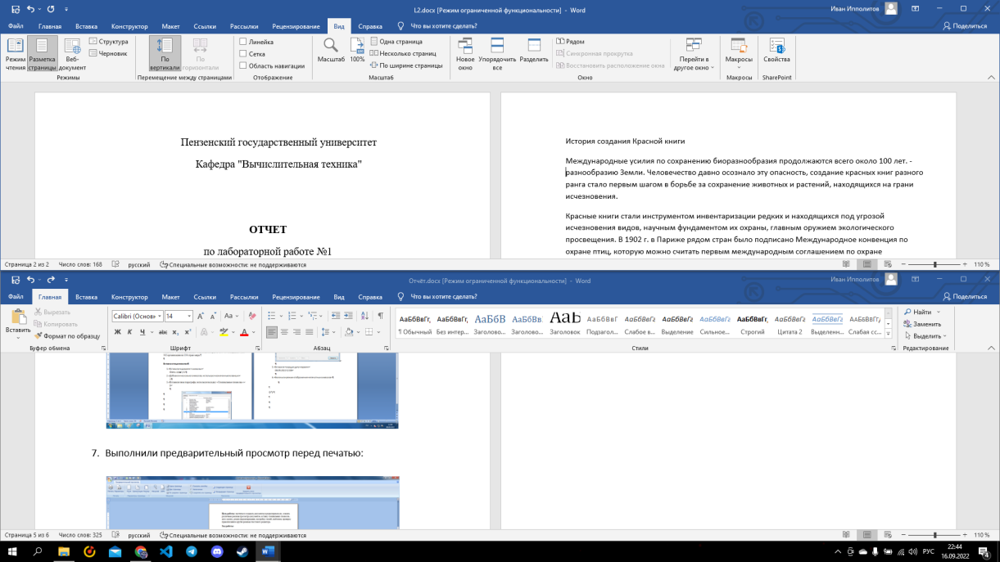 L2.docx [Режим ограниченной функциональности] - Word
Иван Ипполитов
Файл Главная Вставка Конструктор Макет Ссылки Рассылки Рецензирование Вид Справка Что вы хотите сделать? Поделиться
Режим чтения
Разметка страницы
Веб-документ
Структура
Черновик
Режимы
По вертикали
По горизонтали
Перемещение между страницами
Линейка
Сетка
Область навигации
Отображение
Масштаб
100%
Одна страница
Несколько страниц
По ширине страницы
Масштаб
Новое окно
Упорядочить все
Разделить
Рядом
Синхронная прокрутка
Восстановить расположение окна
Перейти в другое окно
Окно
Макросы
Макросы
Свойства
SharePoint
Пензенский государственный университет
Кафедра "Вычислительная техника"
ОТЧЕТ
по лабораторной работе №1
История создания Красной книги
Международные усилия по сохранению биоразнообразия продолжаются всего около 100 лет. -
разнообразию Земли. Человечество давно осознало эту опасность, создание красных книг разного
ранга стало первым шагом в борьбе за сохранение животных и растений, находящихся на грани
исчезновения.
Красные книги стали инструментом инвентаризации редких и находящихся под угрозой
исчезновения видов, научным фундаментом их охраны, главным оружием экологического
просвещения. В 1902 г. в Париже рядом стран было подписано Международное конвенция по
охране птиц, которую можно считать первым международным соглашением по охране
Страница 2 из 2 Число слов: 168 русский Специальные возможности: не поддерживаются 110 %
Отчёт.docx [Режим ограниченной функциональности] - Word
Иван Ипполитов
Файл Главная Вставка Конструктор Макет Ссылки Рассылки Рецензирование Вид Справка Что вы хотите сделать? Поделиться
Вставить
Вырезать
Копировать
Формат по образцу
Буфер обмена
Calibri (Основн 14
Ж К Ч
Шрифт
Абзац
АаБбВвГг, АаБбВвГг, АаБбВ АаБбВв АаБ АаБбВвГ АаБбВвГг АаБбВвГг АаБбВвГг АаБбВвГг, АаБбВвГг АаБбВвГг АаБбВвГг
¶ Обычный Без интер... Заголово... Заголово... Заголовок Подзагол... Слабое в... Выделение Сильное... Строгий Цитата 2 Выделенн... Слабая сс...
Стили
Найти
Заменить
Выделить
Редактирование
7. Выполнили предварительный просмотр перед печатью:
Страница 5 из 6 Число слов: 325 русский Специальные возможности: не поддерживаются 110 %
РУС
22:44
16.09.2022
4